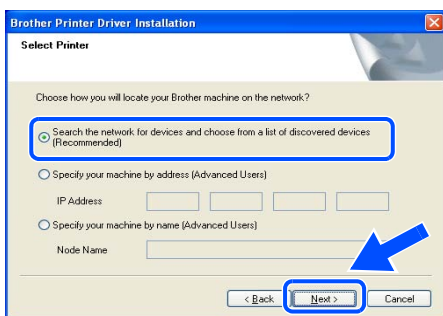 Brother Printer Driver Installation
Select Printer
Choose how you will locate your Brother machine on the network?
Search the network for devices and choose from a list of discovered devices
(Recommended)
Specify your machine by address (Advanced Users)
IP Address
Specify your machine by name (Advanced Users)
Node Name
< Back
Next >
Cancel